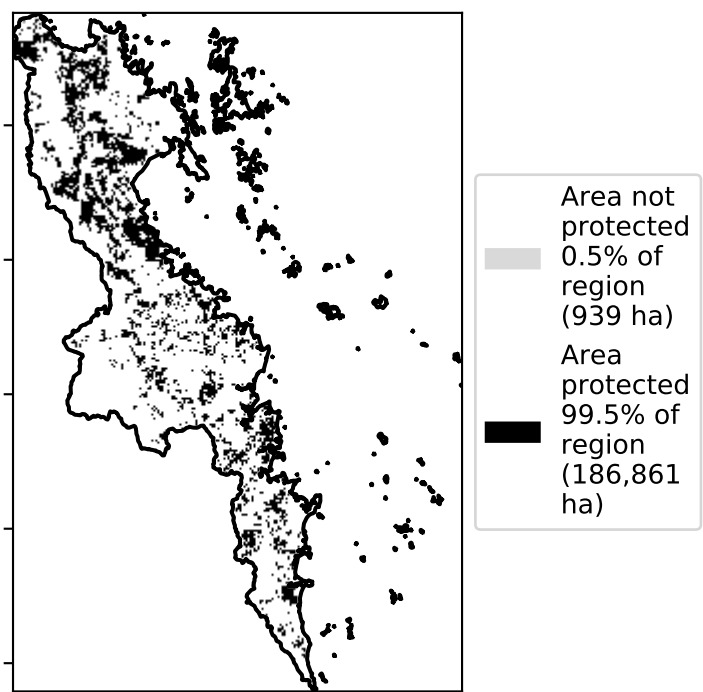 Area not
protected
0.5% of
region
(939 ha)
Area
protected
99.5% of
region
(186,861
ha)